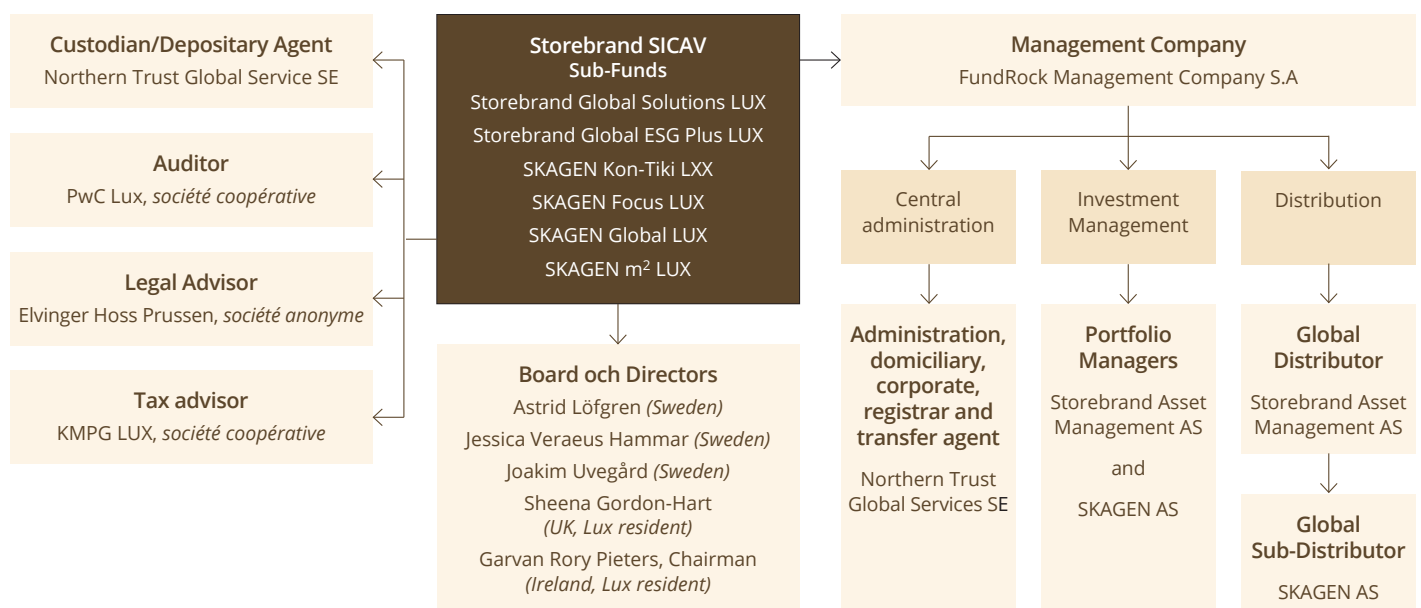 Custodian/Depositary Agent
Northern Trust Global Service SE
Auditor
PwC Lux, société coopérative
Legal Advisor
Elvinger Hoss Prussen, société anonyme
Tax advisor
KMPG LUX, société coopérative
Storebrand SICAV
Sub-Funds
Storebrand Global Solutions LUX
Storebrand Global ESG Plus LUX
SKAGEN Kon-Tiki LXX
SKAGEN Focus LUX
SKAGEN Global LUX
SKAGEN m² LUX
Board och Directors
Astrid Löfgren (Sweden)
Jessica Veraeus Hammar (Sweden)
Joakim Uvegård (Sweden)
Sheena Gordon-Hart
(UK, Lux resident)
Garvan Rory Pieters, Chairman
(Ireland, Lux resident)
Management Company
FundRock Management Company S.A
Central
administration
Administration,
domiciliary,
corporate,
registrar and
transfer agent
Northern Trust
Global Services SE
Investment
Management
Portfolio
Managers
Storebrand Asset
Management AS
and
SKAGEN AS
Distribution
Global
Distributor
Storebrand Asset
Management AS
Global
Sub-Distributor
SKAGEN AS